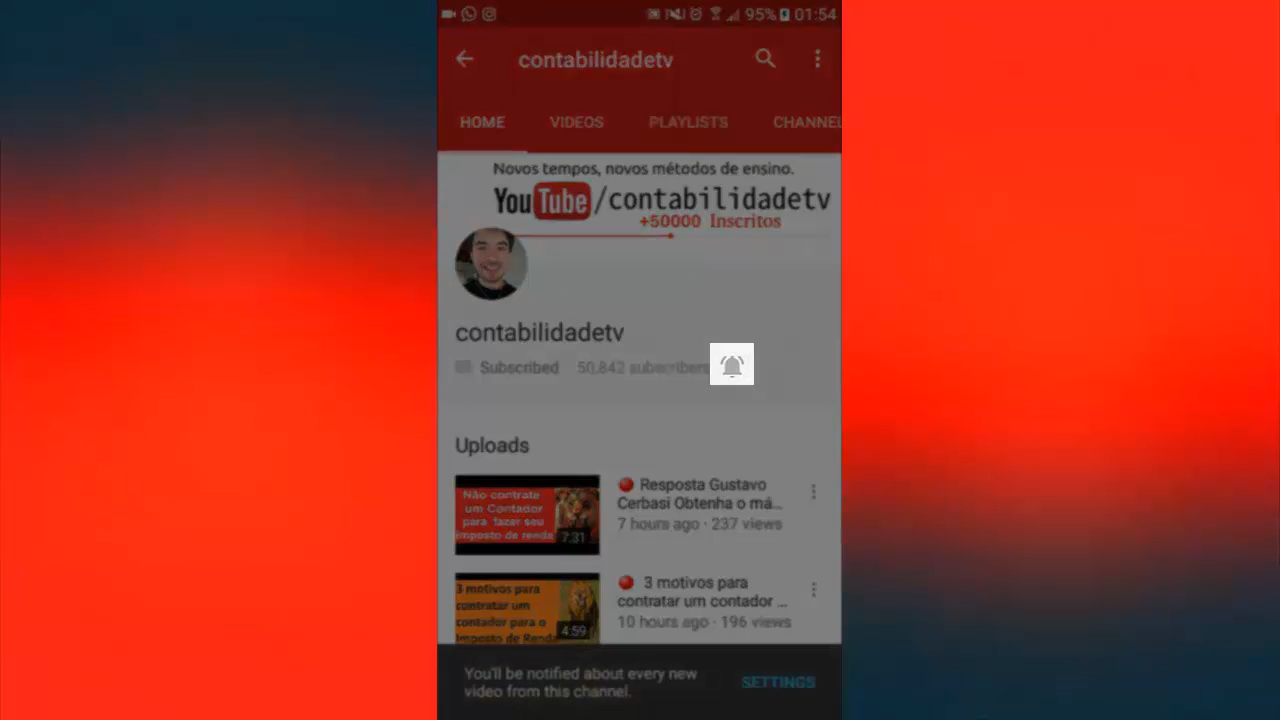 95% 01:54
contabilidadetv
HOME VIDEOS PLAYLISTS CHANNEL
Novos tempos, novos métodos de ensino.
YouTube/contabilidadetv
+50000 Inscritos
contabilidadetv
Subscribed 50,842 subscribers
Uploads
Não contrate
um Contador
para fazer seu
imposto de renda
7:31
Resposta Gustavo
Cerbasi Obtenha o má...
7 hours ago · 237 views
3 motivos para
contratar um
contador para o
Imposto de Renda
4:59
3 motivos para
contratar um contador ...
10 hours ago · 196 views
You'll be notified about every new
video from this channel.
SETTINGS